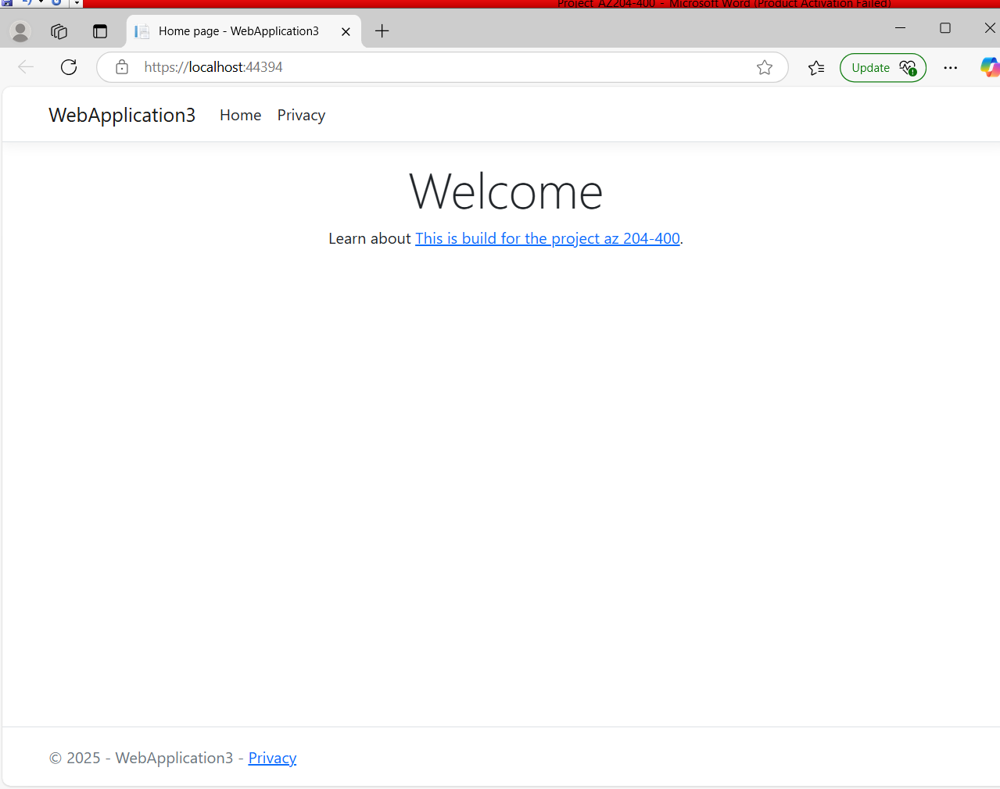 Project AZ204-400 - Microsoft Word (Product Activation Failed)
Home page - WebApplication3
https://localhost:44394
Update
WebApplication3 Home Privacy
Welcome
Learn about This is build for the project az 204-400.
© 2025 - WebApplication3 - Privacy